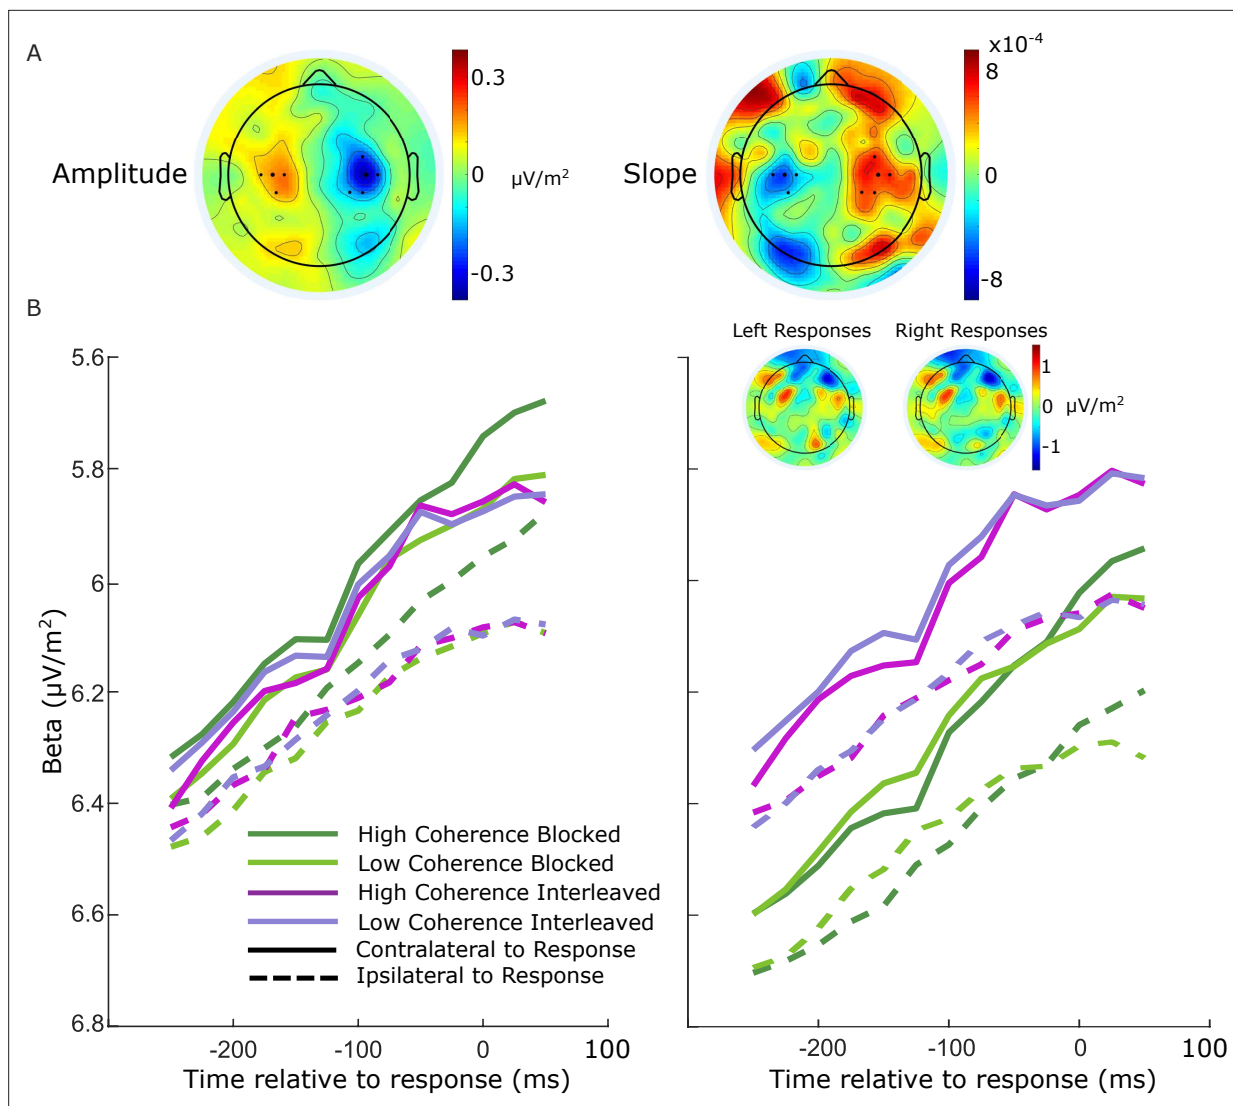 A
Amplitude
0.3
0
-0.3
µV/m²
Slope
x10⁻⁴
8
0
-8
B
Left Responses
Right Responses
1
0
-1
µV/m²
5.6
5.8
6
6.2
6.4
6.6
6.8
Beta (µV/m²)
High Coherence Blocked
Low Coherence Blocked
High Coherence Interleaved
Low Coherence Interleaved
Contralateral to Response
Ipsilateral to Response
-200 -100 0 100
Time relative to response (ms)
-200 -100 0 100
Time relative to response (ms)